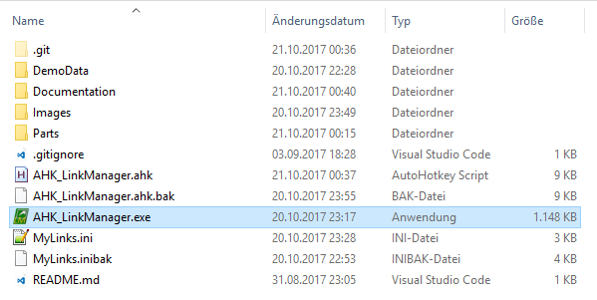 Name Änderungsdatum Typ Größe
.git 21.10.2017 00:36 Dateiordner
DemoData 20.10.2017 22:28 Dateiordner
Documentation 21.10.2017 00:40 Dateiordner
Images 20.10.2017 23:49 Dateiordner
Parts 21.10.2017 00:15 Dateiordner
.gitignore 03.09.2017 18:28 Visual Studio Code 1 KB
AHK_LinkManager.ahk 21.10.2017 00:37 AutoHotkey Script 9 KB
AHK_LinkManager.ahk.bak 20.10.2017 23:55 BAK-Datei 9 KB
AHK_LinkManager.exe 20.10.2017 23:17 Anwendung 1.148 KB
MyLinks.ini 20.10.2017 23:28 INI-Datei 3 KB
MyLinks.inibak 20.10.2017 22:53 INIBAK-Datei 4 KB
README.md 31.08.2017 23:05 Visual Studio Code 1 KB